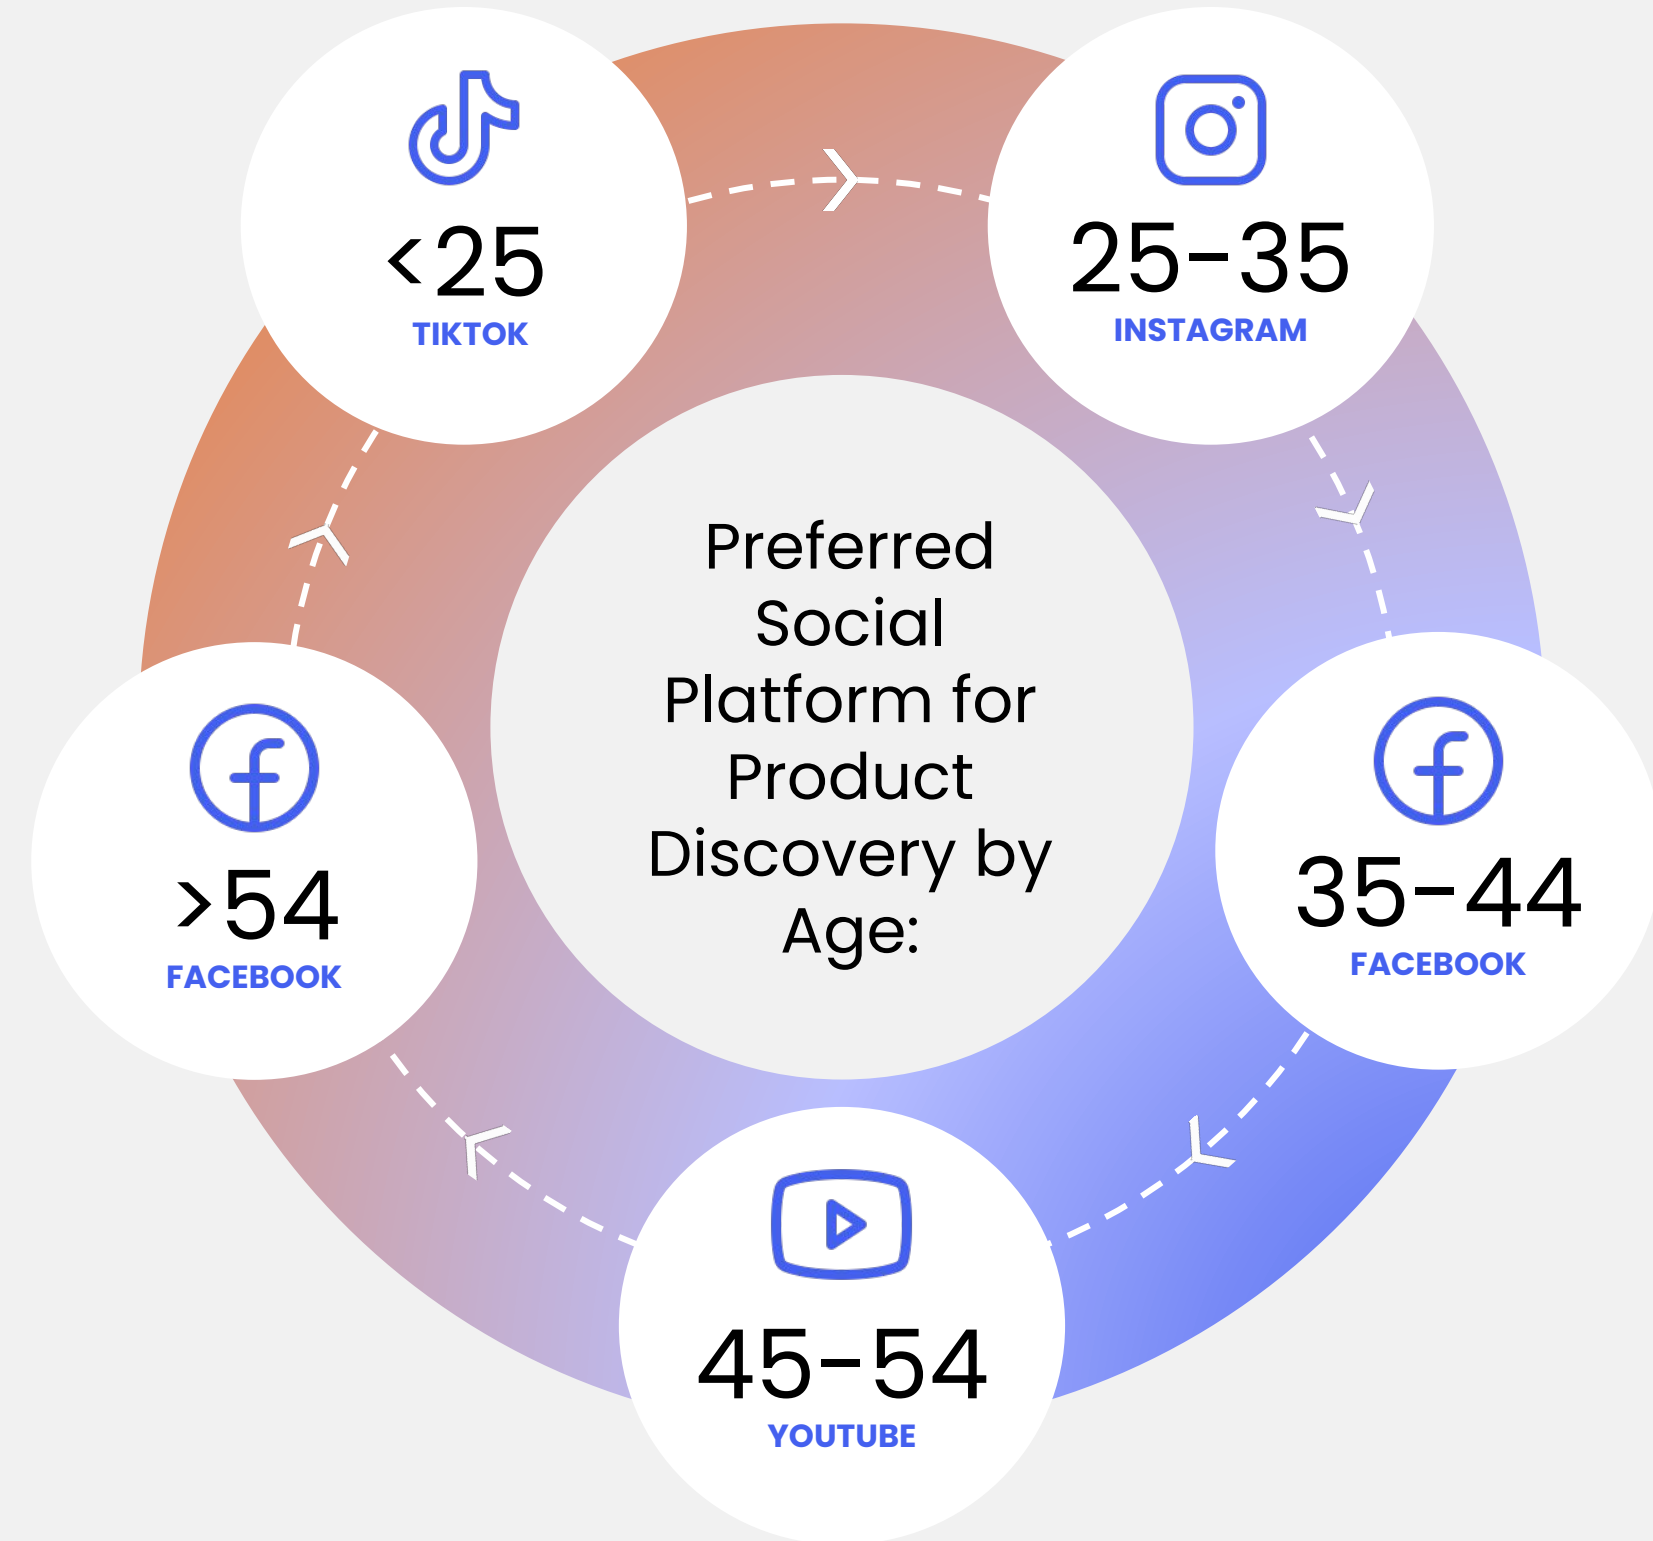 <25
TIKTOK
25-35
INSTAGRAM
Preferred
Social
Platform for
Product
Discovery by
Age:
>54
FACEBOOK
35-44
FACEBOOK
45-54
YOUTUBE